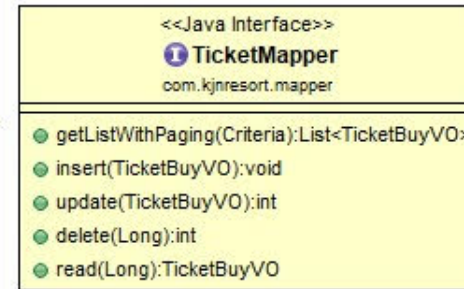 <<Java Interface>>
I TicketMapper
com.kjnresort.mapper
getListWithPaging(Criteria):List<TicketBuyVO>
insert(TicketBuyVO):void
update(TicketBuyVO):int
delete(Long):int
read(Long):TicketBuyVO